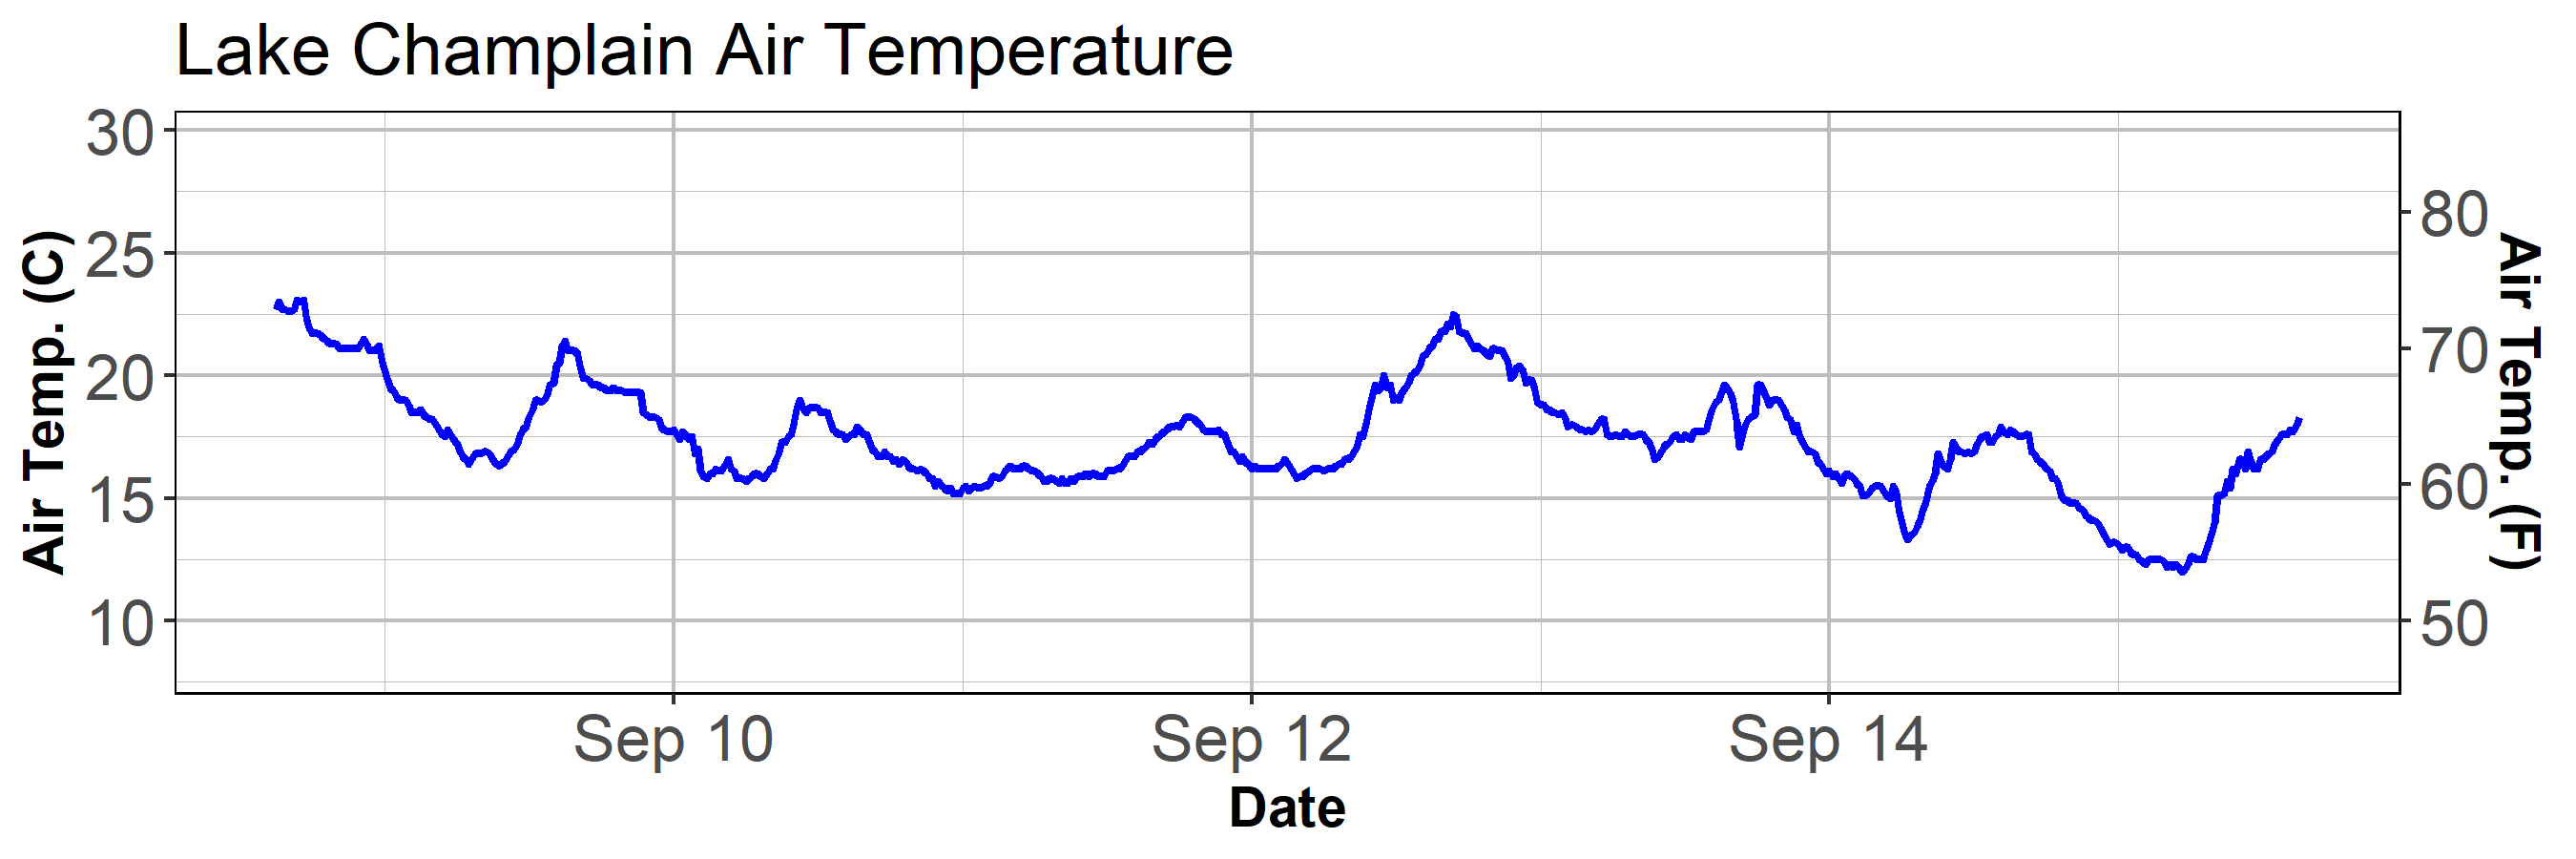 Lake Champlain Air Temperature
30
25
20
15
10
Air Temp. (C)
80
70
60
50
Air Temp. (F)
Sep 10
Sep 12
Sep 14
Date